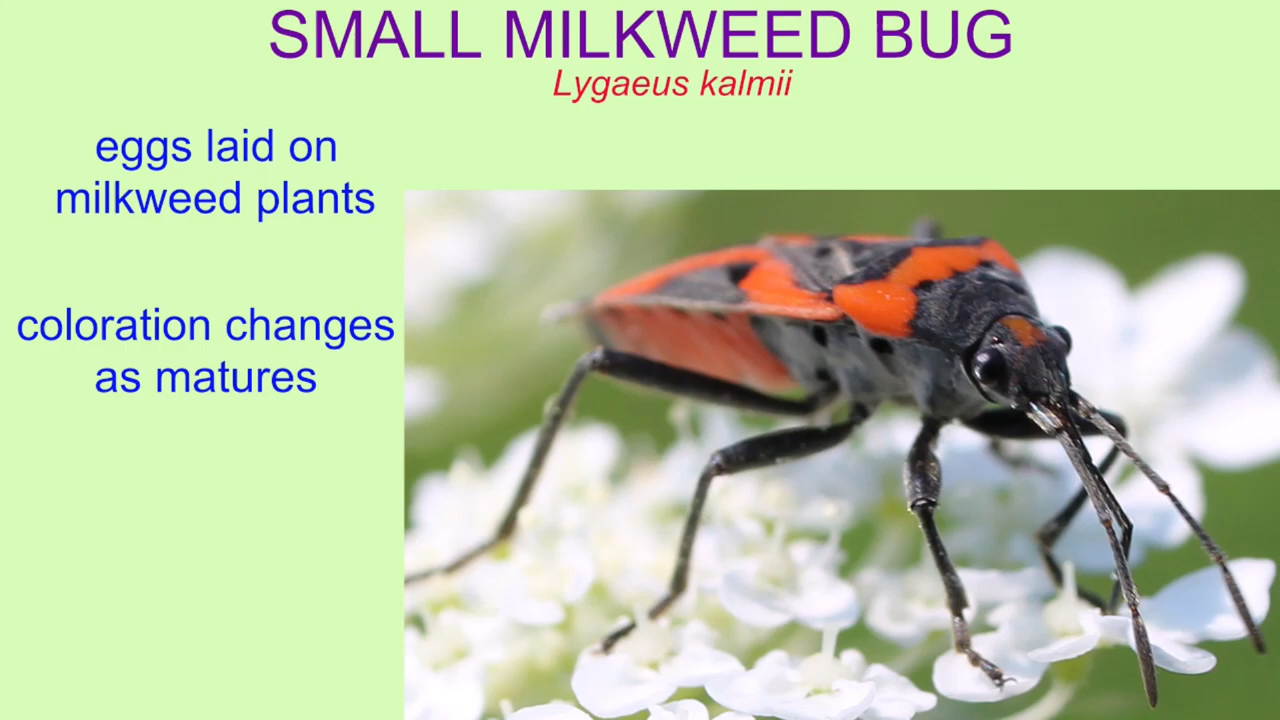 SMALL MILKWEED BUG
Lygaeus kalmii
eggs laid on
milkweed plants
coloration changes
as matures